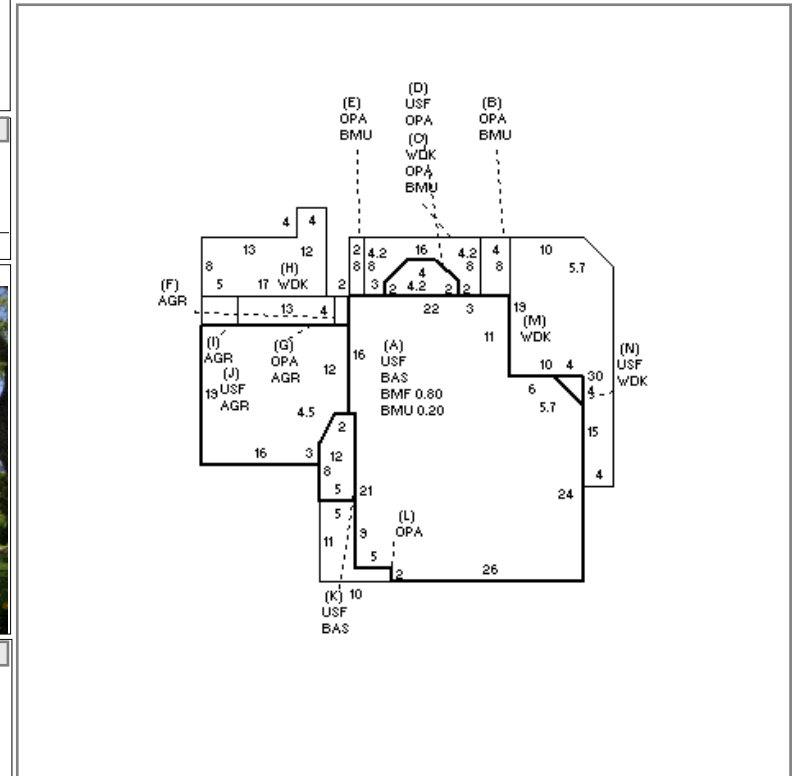 (D)
USF
OPA
(E)
OPA
BMU
(B)
OPA
BMU
(C)
WDK
OPA
BMU
4 4
13 12
8
5 17
(H)
WDK
2
2
8
4.2
8
3
16
4
2 4.2 2
4.2
8
2
4
8
10
5.7
(F)
AGR
13 4
22 3
19
11
(M)
WDK
(I)
AGR
(G)
OPA
AGR
(J)
USF
AGR
19
12
4.5
16 3
16
(A)
USF
BAS
BMF 0.80
BMU 0.20
10 4
30
6
5.7
4
(N)
USF
WDK
15
4
2
12
8
5
21
24
5
11
9
5
(L)
OPA
2
26
(K)
USF
BAS
10